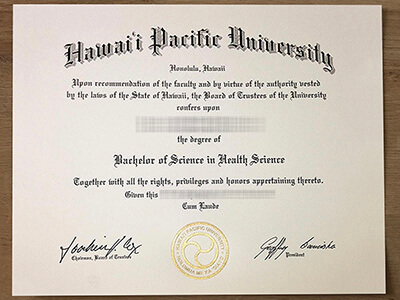 Hawai'i Pacific University
Honolulu, Hawaii
Upon recommendation of the faculty and by virtue of the authority vested
by the laws of the State of Hawaii, the Board of Trustees of the University
confers upon
the degree of
Bachelor of Science in Health Science
Together with all the rights, privileges and honors appertaining thereto.
Given this
Cum Laude
HAWAI'I PACIFIC UNIVERSITY
Chairman, Board of Trustees
President